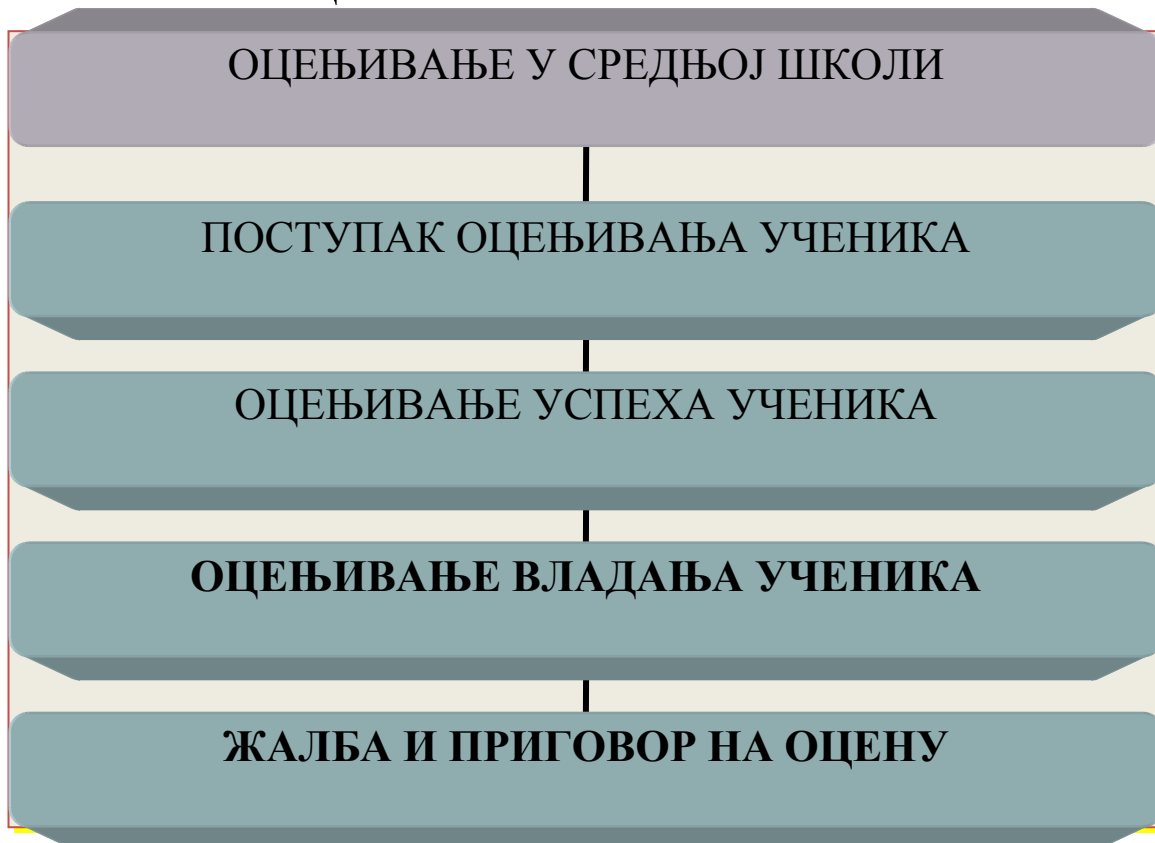 ОЦЕЊИВАЊЕ У СРЕДЊОЈ ШКОЛИ
ПОСТУПАК ОЦЕЊИВАЊА УЧЕНИКА
ОЦЕЊИВАЊЕ УСПЕХА УЧЕНИКА
ОЦЕЊИВАЊЕ ВЛАДАЊА УЧЕНИКА
ЖАЛБА И ПРИГОВОР НА ОЦЕНУ